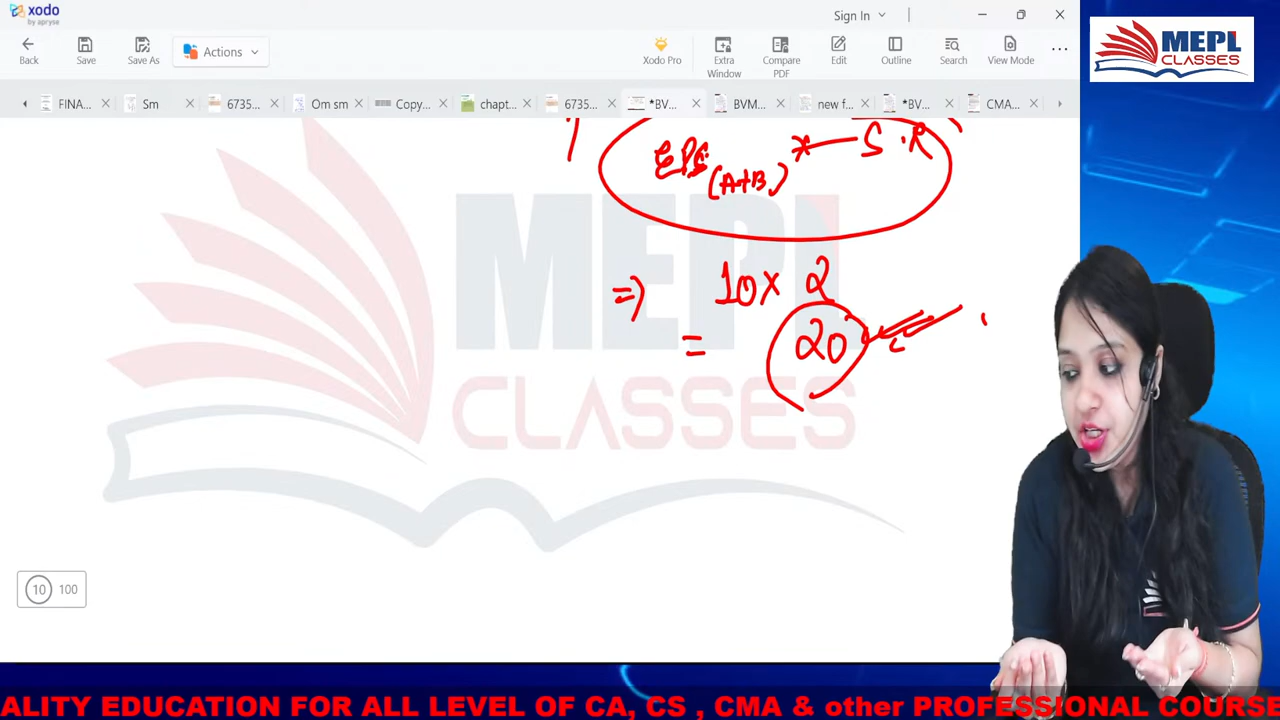 xodo
by apryse
Sign In
Back
Save
Save As
Actions
Xodo Pro
Extra Window
Compare PDF
Edit
Outline
Search
View Mode
MEPL
CLASSES
FINA...
Sm
6735...
Om sm
Copy...
chapt...
6735...
*BV...
BVM...
new f...
*BV...
CMA...
EPS(A+B) * S.R
=> 10 x 2
= 20
MEPL
CLASSES
10 100
ALITY EDUCATION FOR ALL LEVEL OF CA, CS , CMA & other PROFESSIONAL COURSE